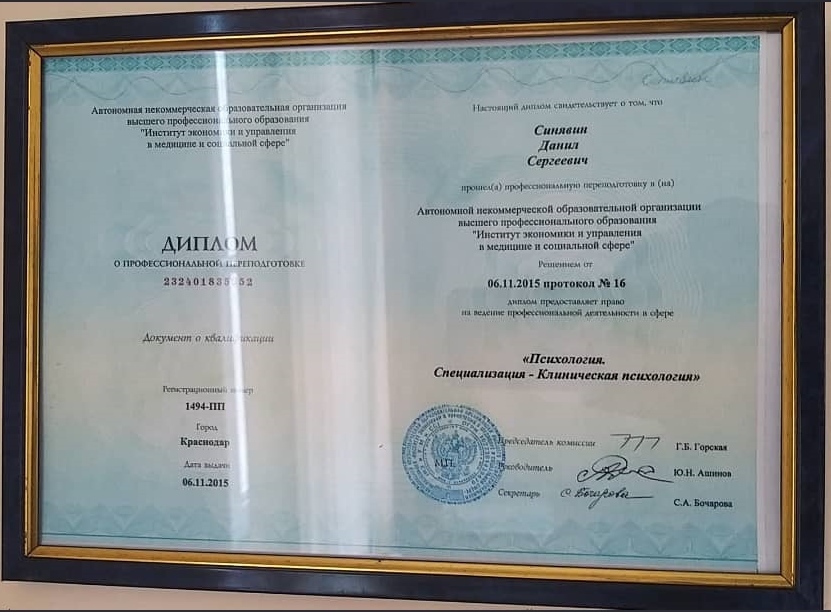 Автономная некоммерческая образовательная организация
высшего профессионального образования
"Институт экономики и управления
в медицине и социальной сфере"
ДИПЛОМ
О ПРОФЕССИОНАЛЬНОЙ ПЕРЕПОДГОТОВКЕ
Документ о квалификации
Регистрационный номер
1494-ПП
Город
Краснодар
Дата выдачи
06.11.2015
Настоящий диплом свидетельствует о том, что
Синявин
Данил
Сергеевич
прошел(а) профессиональную переподготовку в (на)
Автономной некоммерческой образовательной организации
высшего профессионального образования
"Институт экономики и управления
в медицине и социальной сфере"
Решением от
06.11.2015 протокол № 16
диплом предоставляет право
на ведение профессиональной деятельности в сфере
«Психология.
Специализация - Клиническая психология»
М.П.
Председатель комиссии Г.Б. Горская
Руководитель Ю.Н. Ашинов
Секретарь С.А. Бочарова